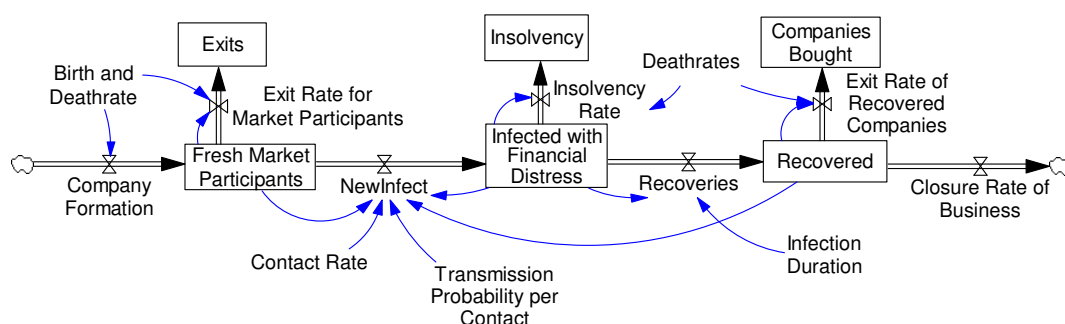 Exits
Insolvency
Companies
Bought
Birth and
Deathrate
Exit Rate for
Market Participants
Insolvency
Rate
Deathrates
Exit Rate of
Recovered
Companies
Fresh Market
Participants
Infected with
Financial
Distress
Recovered
Company
Formation
NewInfect
Recoveries
Closure Rate of
Business
Contact Rate
Transmission
Probability per
Contact
Infection
Duration